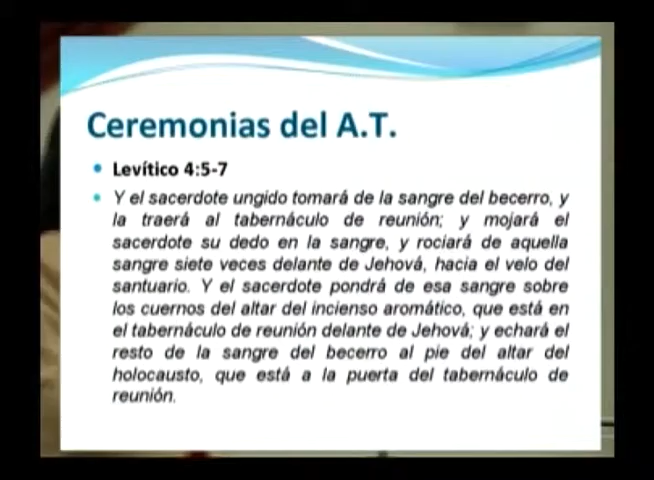 Ceremonias del A.T.
Levítico 4:5-7
Y el sacerdote ungido tomará de la sangre del becerro, y
la traerá al tabernáculo de reunión; y mojará el
sacerdote su dedo en la sangre, y rociará de aquella
sangre siete veces delante de Jehová, hacia el velo del
santuario. Y el sacerdote pondrá de esa sangre sobre
los cuernos del altar del incienso aromático, que está en
el tabernáculo de reunión delante de Jehová; y echará el
resto de la sangre del becerro al pie del altar del
holocausto, que está a la puerta del tabernáculo de
reunión.